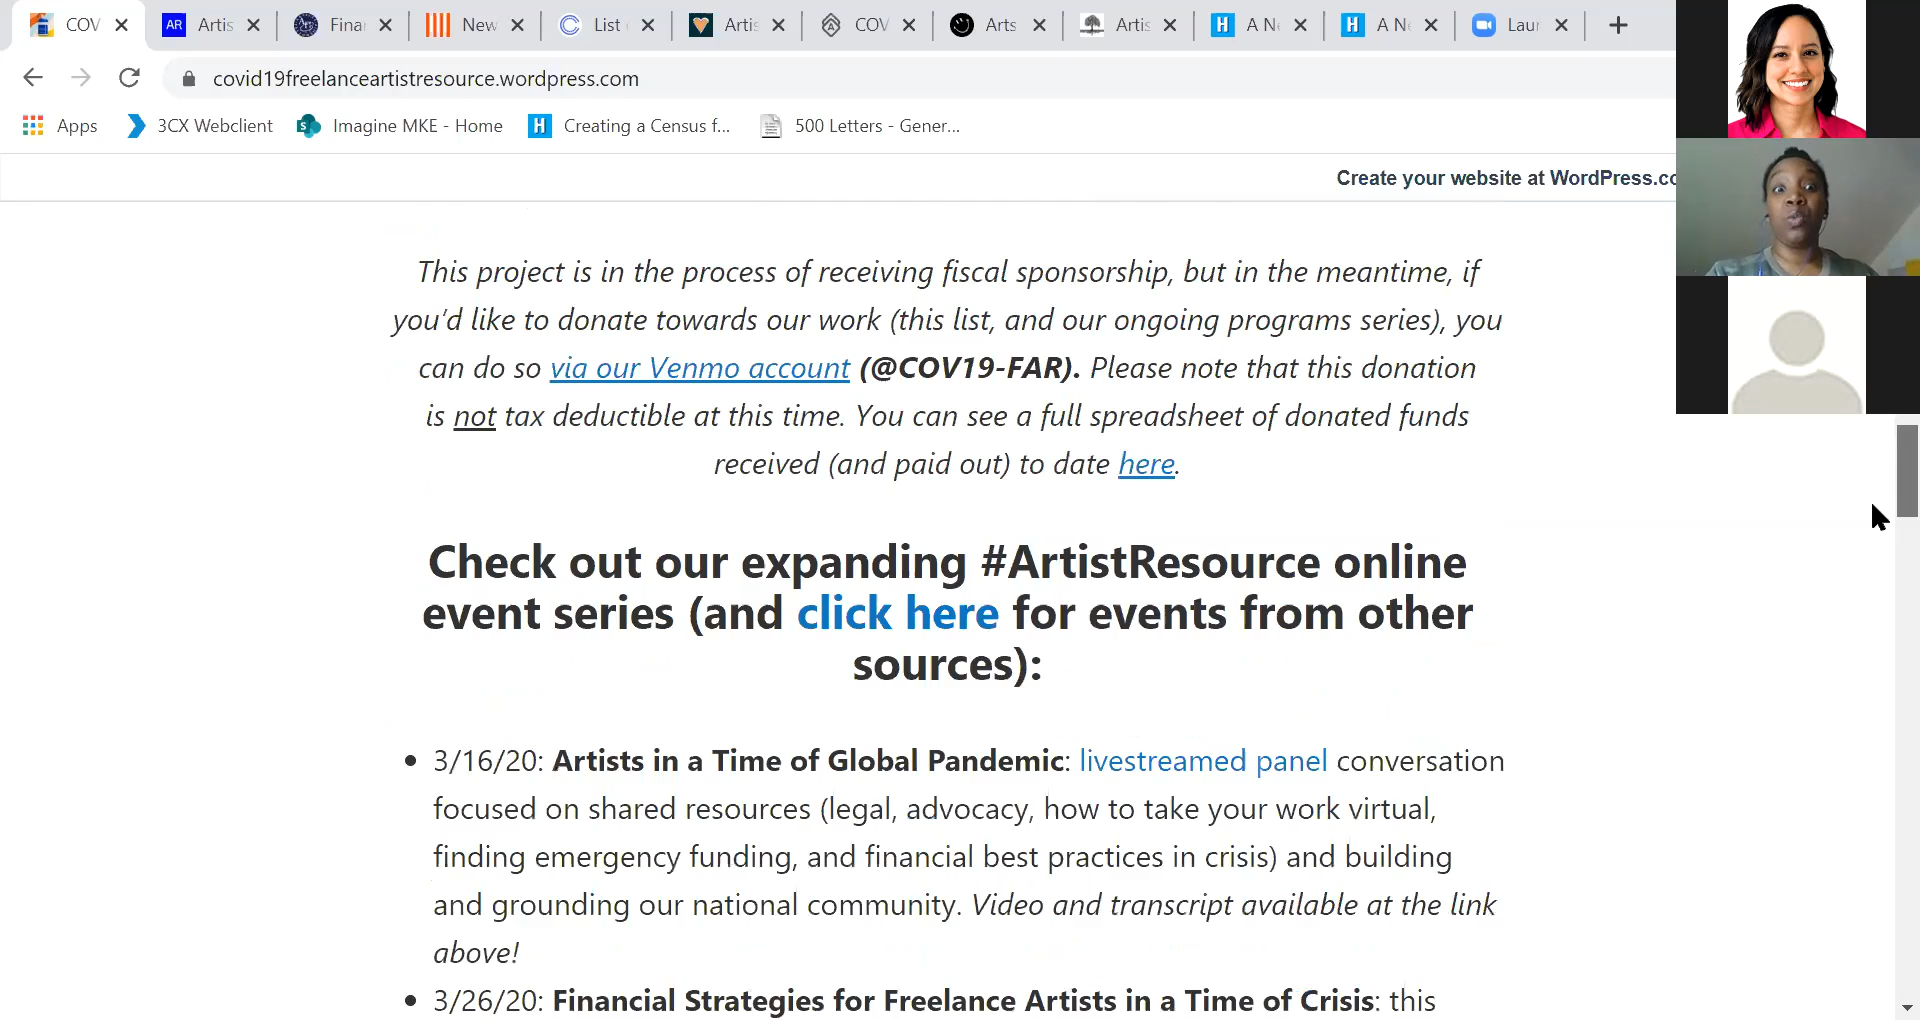 COV
AR Artis
Finar
New
List
Artis
COV
Arts
Artis
H A Ne
H A Ne
Laun
covid19freelanceartistresource.wordpress.com
Apps
3CX Webclient
Imagine MKE - Home
H Creating a Census f...
500 Letters - Gener...
Create your website at WordPress.co
This project is in the process of receiving fiscal sponsorship, but in the meantime, if
you’d like to donate towards our work (this list, and our ongoing programs series), you
can do so via our Venmo account (@COV19-FAR). Please note that this donation
is not tax deductible at this time. You can see a full spreadsheet of donated funds
received (and paid out) to date here.
Check out our expanding #ArtistResource online
event series (and click here for events from other
sources):
3/16/20: Artists in a Time of Global Pandemic: livestreamed panel conversation
focused on shared resources (legal, advocacy, how to take your work virtual,
finding emergency funding, and financial best practices in crisis) and building
and grounding our national community. Video and transcript available at the link
above!
3/26/20: Financial Strategies for Freelance Artists in a Time of Crisis: this